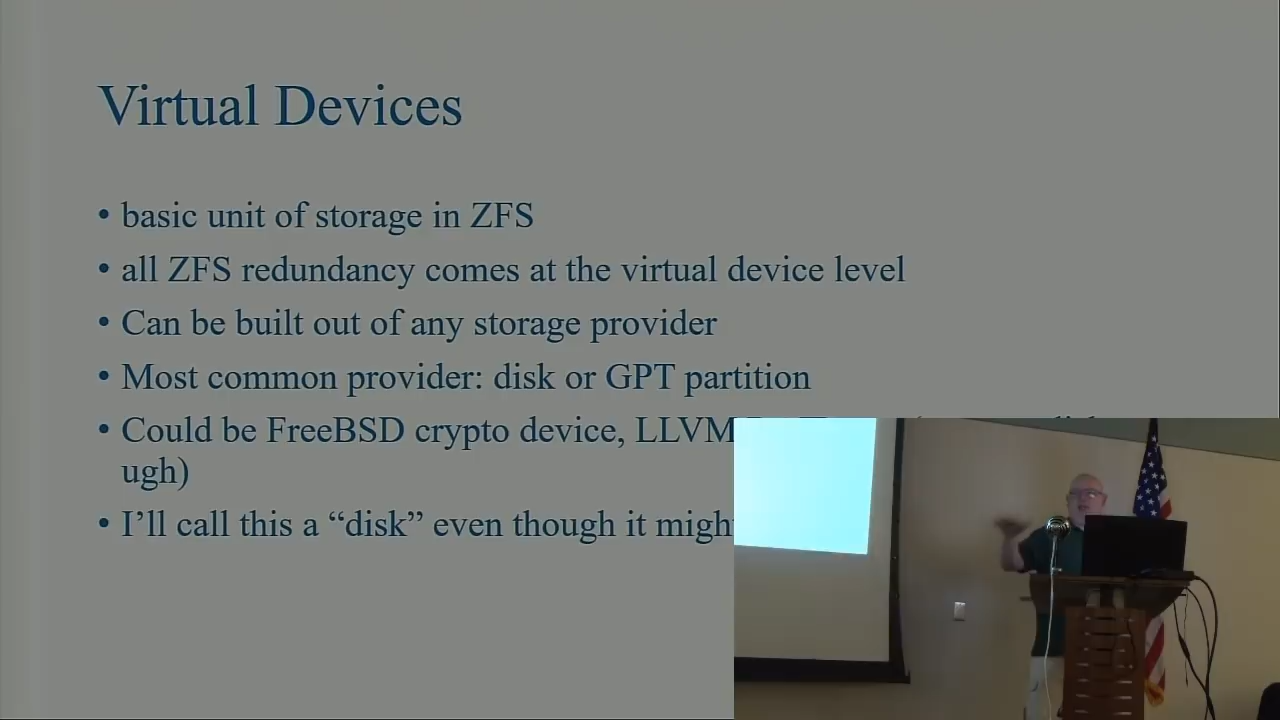 Virtual Devices
• basic unit of storage in ZFS
• all ZFS redundancy comes at the virtual device level
• Can be built out of any storage provider
• Most common provider: disk or GPT partition
• Could be FreeBSD crypto device, LLVM
ugh)
• I’ll call this a “disk” even though it